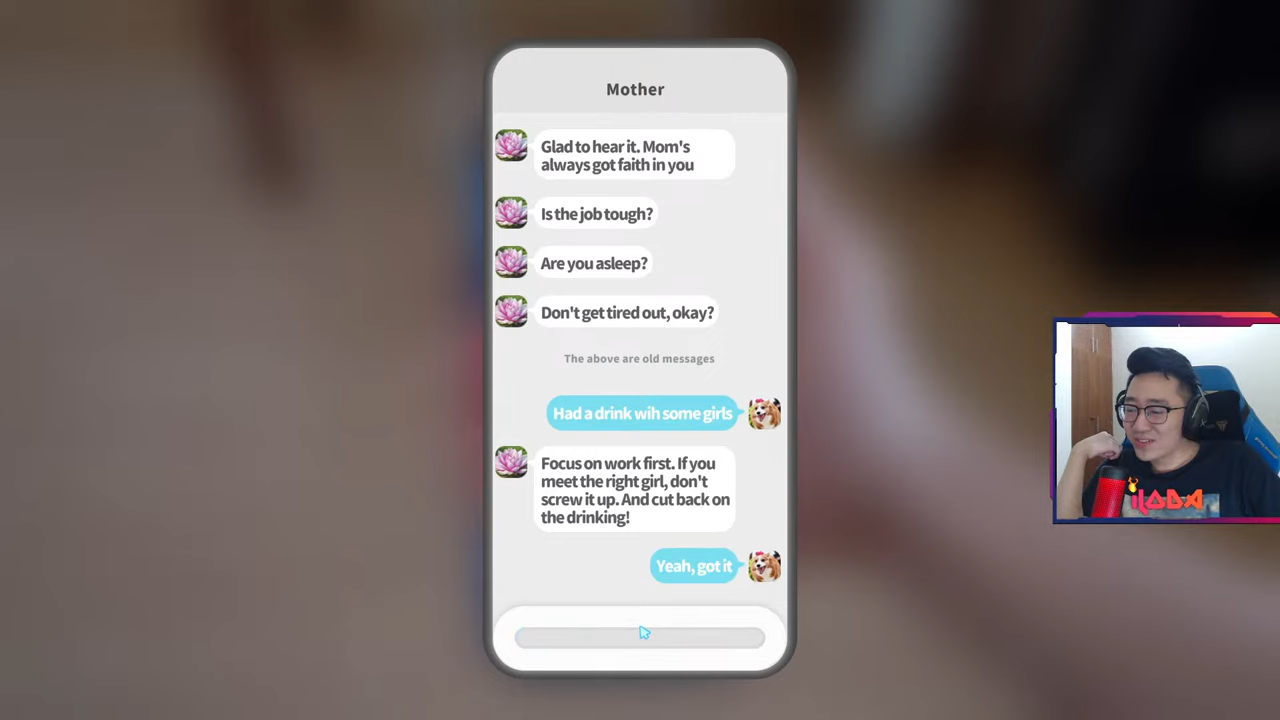 Mother
Glad to hear it. Mom's
always got faith in you
Is the job tough?
Are you asleep?
Don't get tired out, okay?
The above are old messages
Had a drink wih some girls
Focus on work first. If you
meet the right girl, don't
screw it up. And cut back on
the drinking!
Yeah, got it